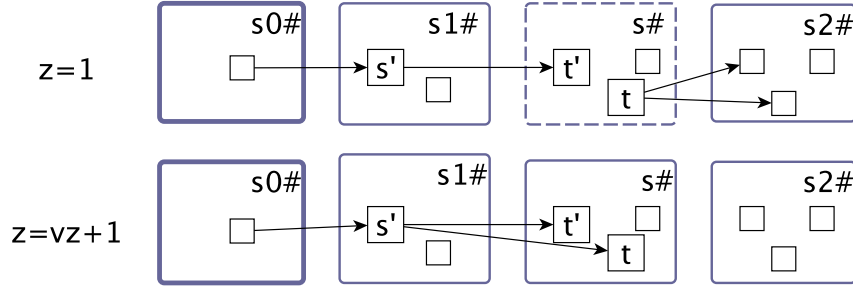 s0# s1# s# s2#
z=1 s' t' t
s0# s1# s# s2#
z=vz+1 s' t' t